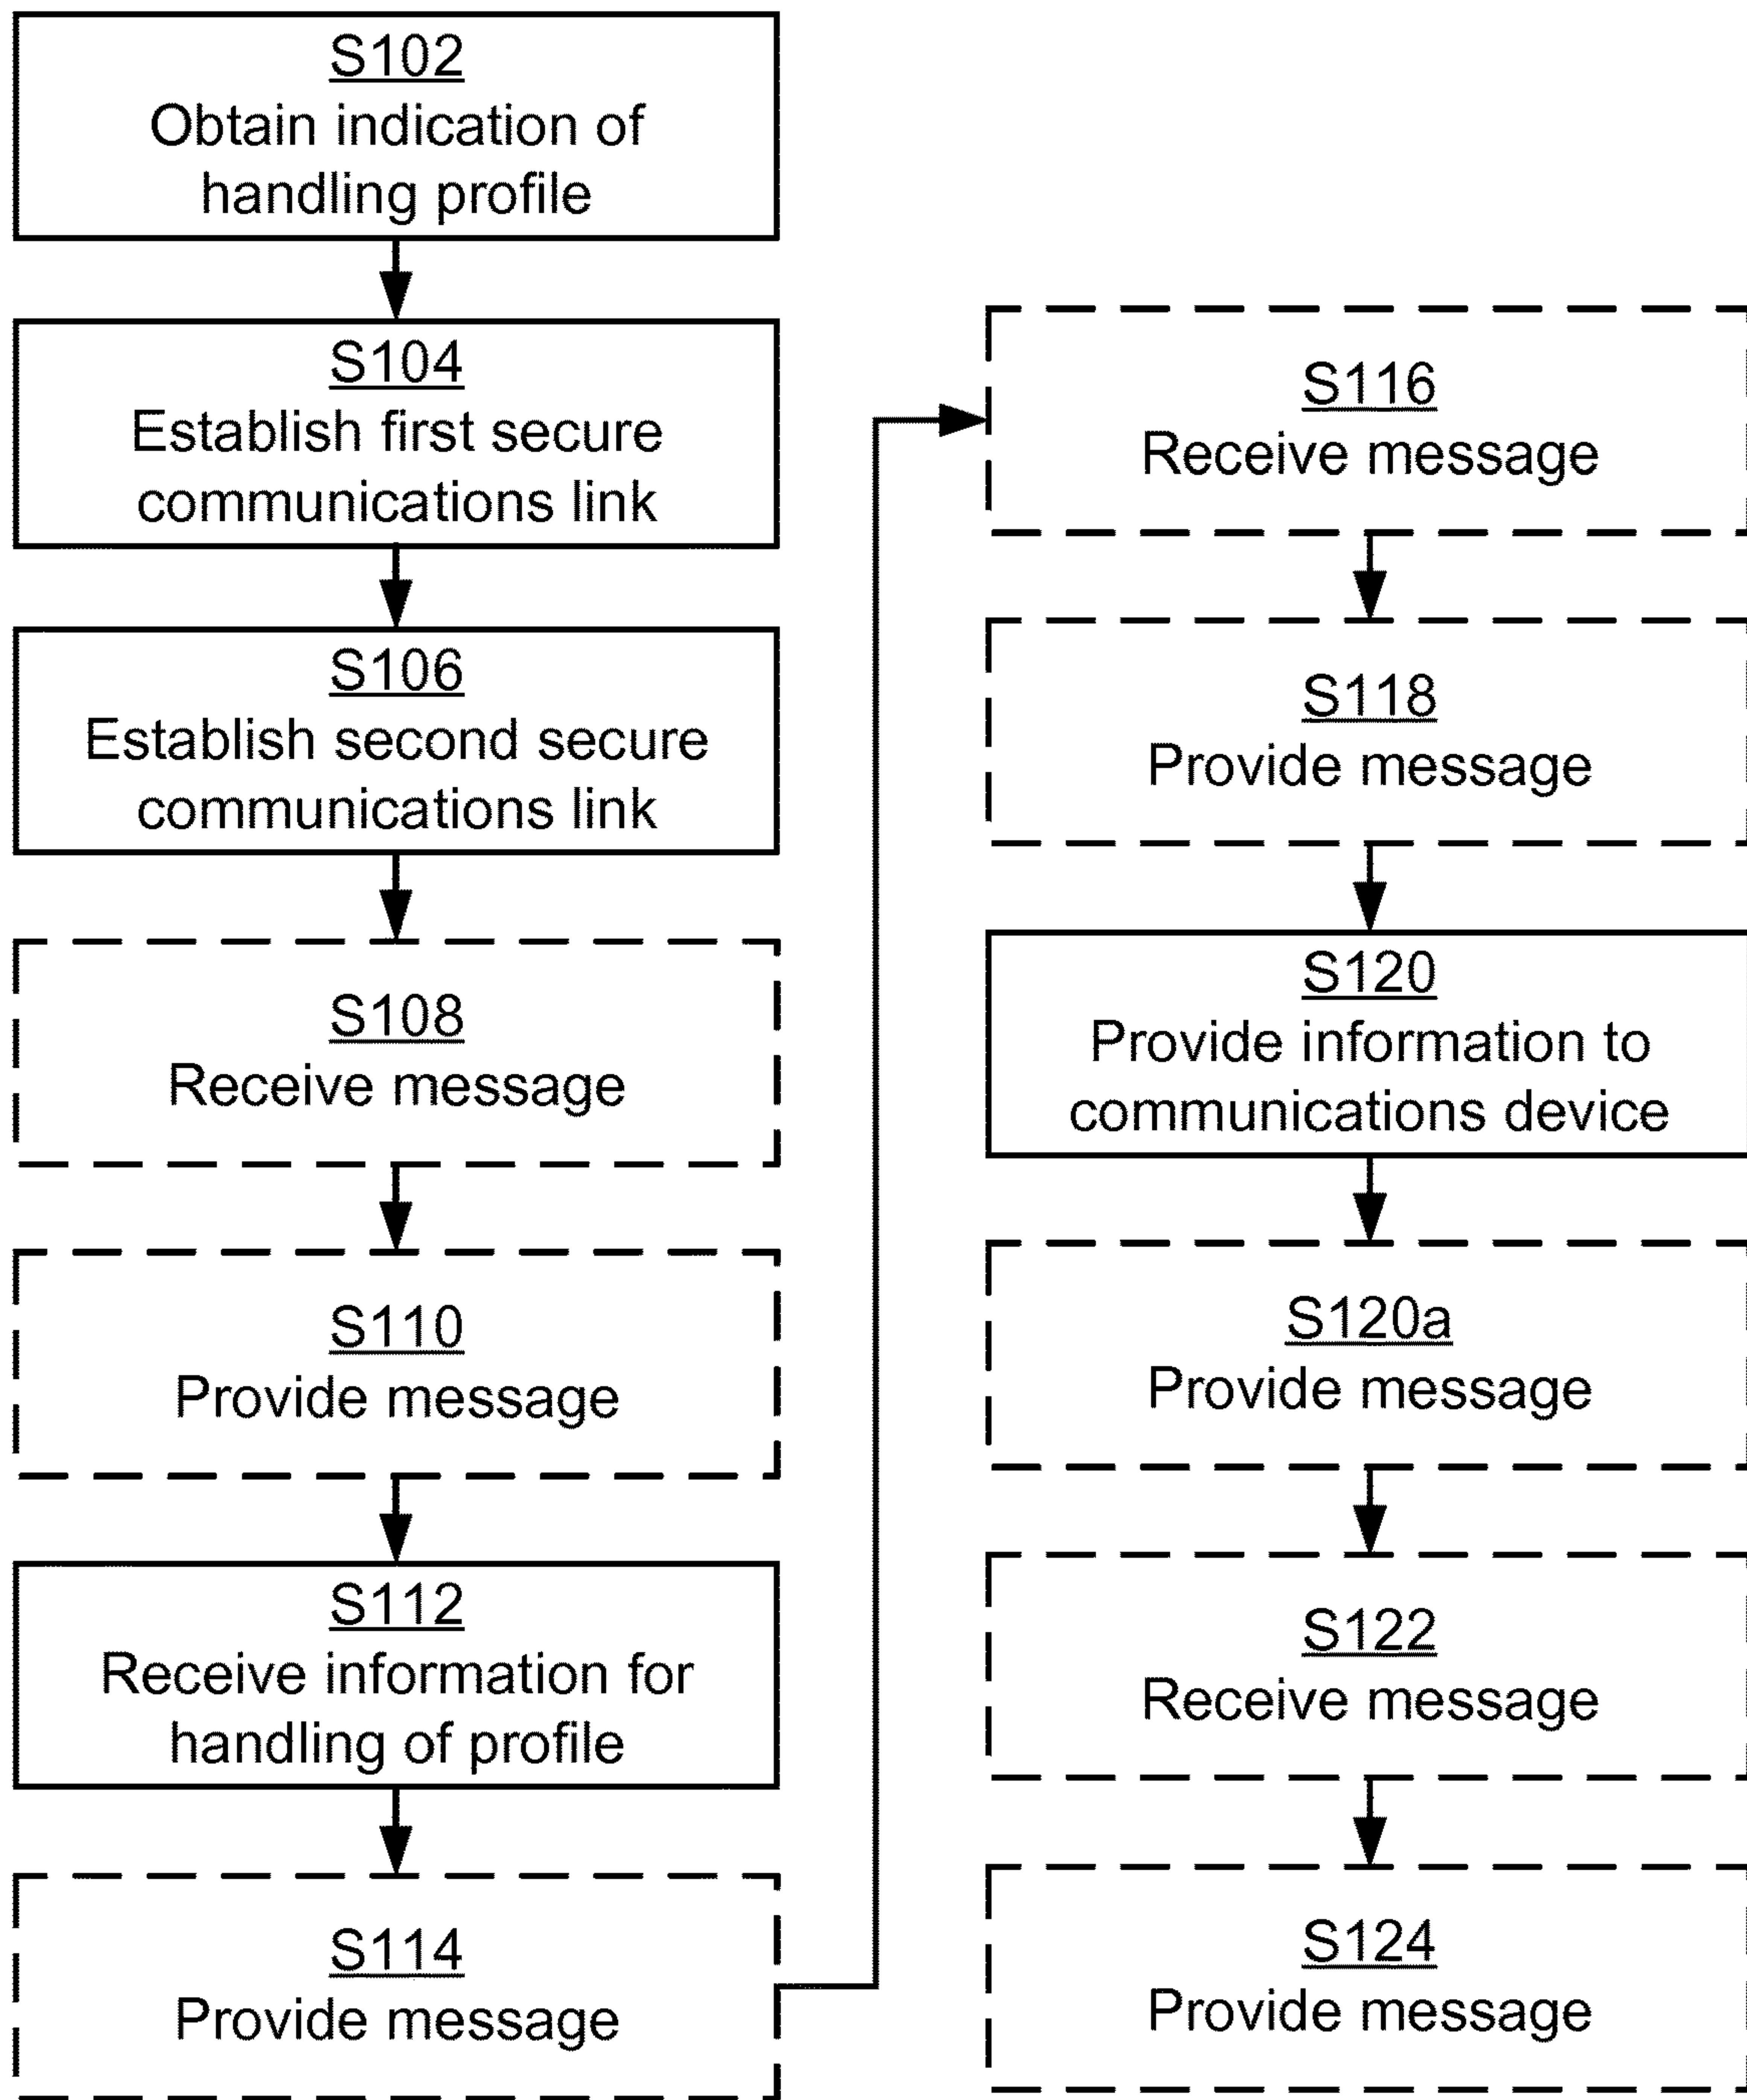 S102
Obtain indication of
handling profile
S104
Establish first secure
communications link
S106
Establish second secure
communications link
S108
Receive message
S110
Provide message
S112
Receive information for
handling of profile
S114
Provide message
S116
Receive message
S118
Provide message
S120
Provide information to
communications device
S120a
Provide message
S122
Receive message
S124
Provide message